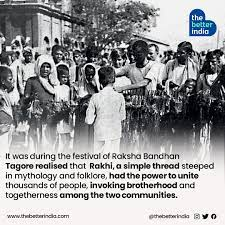 the
better
india
It was during the festival of Raksha Bandhan
Tagore realised that Rakhi, a simple thread steeped
in mythology and folklore, had the power to unite
thousands of people, invoking brotherhood and
togetherness among the two communities.
www.thebetterindia.com
@thebetterindia